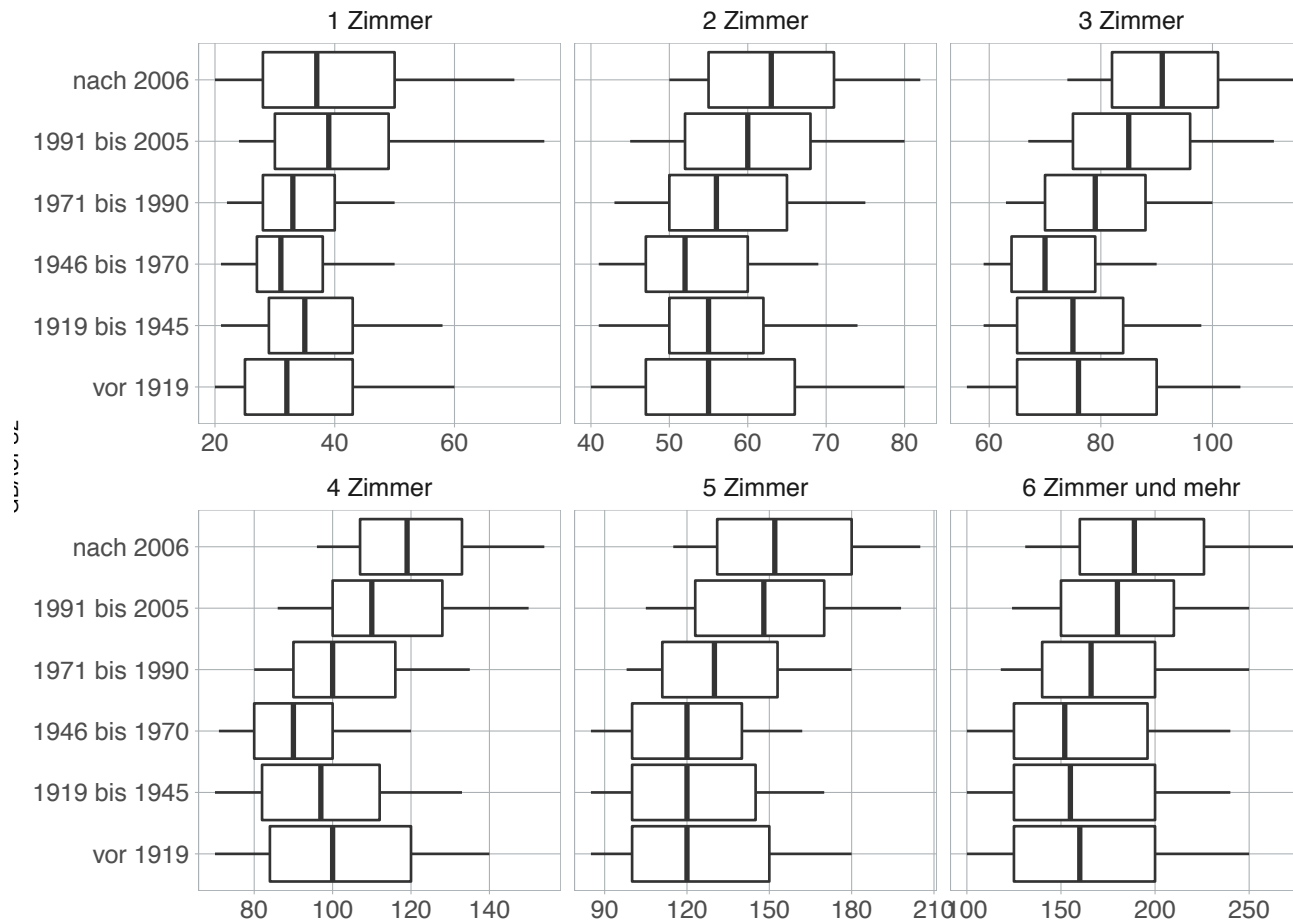 1 Zimmer 2 Zimmer 3 Zimmer
nach 2006
1991 bis 2005
1971 bis 1990
1946 bis 1970
1919 bis 1945
vor 1919
20 40 60 40 50 60 70 80 60 80 100
4 Zimmer 5 Zimmer 6 Zimmer und mehr
nach 2006
1991 bis 2005
1971 bis 1990
1946 bis 1970
1919 bis 1945
vor 1919
80 100 120 140 90 120 150 180 210 100 150 200 250